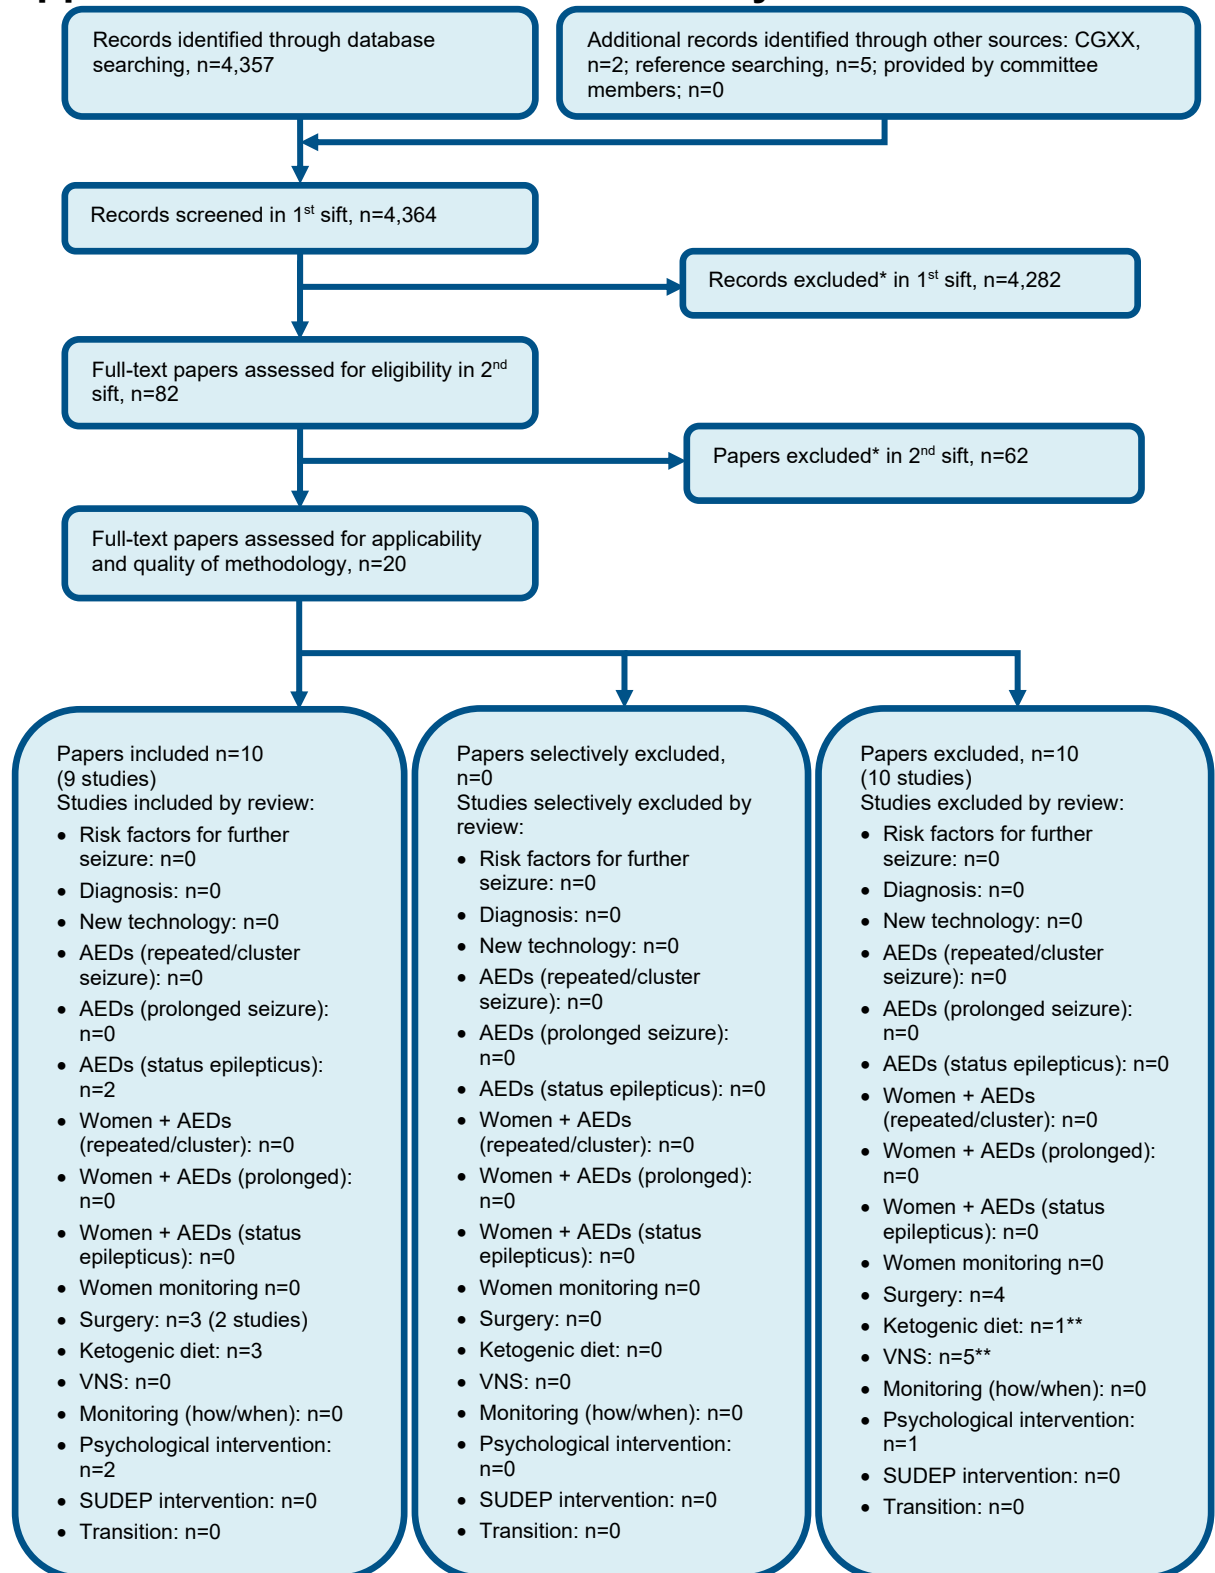 Records identified through database
searching, n=4,357
Additional records identified through other sources: CGXX,
n=2; reference searching, n=5; provided by committee
members; n=0
Records screened in 1st sift, n=4,364
Records excluded* in 1st sift, n=4,282
Full-text papers assessed for eligibility in 2nd
sift, n=82
Papers excluded* in 2nd sift, n=62
Full-text papers assessed for applicability
and quality of methodology, n=20
Papers included n=10
(9 studies)
Studies included by review:
• Risk factors for further
seizure: n=0
• Diagnosis: n=0
• New technology: n=0
• AEDs (repeated/cluster
seizure): n=0
• AEDs (prolonged seizure):
n=0
• AEDs (status epilepticus):
n=2
• Women + AEDs
(repeated/cluster): n=0
• Women + AEDs (prolonged):
n=0
• Women + AEDs (status
epilepticus): n=0
• Women monitoring n=0
• Surgery: n=3 (2 studies)
• Ketogenic diet: n=3
• VNS: n=0
• Monitoring (how/when): n=0
• Psychological intervention:
n=2
• SUDEP intervention: n=0
• Transition: n=0
Papers selectively excluded,
n=0
Studies selectively excluded by
review:
• Risk factors for further
seizure: n=0
• Diagnosis: n=0
• New technology: n=0
• AEDs (repeated/cluster
seizure): n=0
• AEDs (prolonged seizure):
n=0
• AEDs (status epilepticus): n=0
• Women + AEDs
(repeated/cluster): n=0
• Women + AEDs (prolonged):
n=0
• Women + AEDs (status
epilepticus): n=0
• Women monitoring n=0
• Surgery: n=0
• Ketogenic diet: n=0
• VNS: n=0
• Monitoring (how/when): n=0
• Psychological intervention:
n=0
• SUDEP intervention: n=0
• Transition: n=0
Papers excluded, n=10
(10 studies)
Studies excluded by review:
• Risk factors for further
seizure: n=0
• Diagnosis: n=0
• New technology: n=0
• AEDs (repeated/cluster
seizure): n=0
• AEDs (prolonged seizure):
n=0
• AEDs (status epilepticus): n=0
• Women + AEDs
(repeated/cluster): n=0
• Women + AEDs (prolonged):
n=0
• Women + AEDs (status
epilepticus): n=0
• Women monitoring n=0
• Surgery: n=4
• Ketogenic diet: n=1**
• VNS: n=5**
• Monitoring (how/when): n=0
• Psychological intervention:
n=1
• SUDEP intervention: n=0
• Transition: n=0